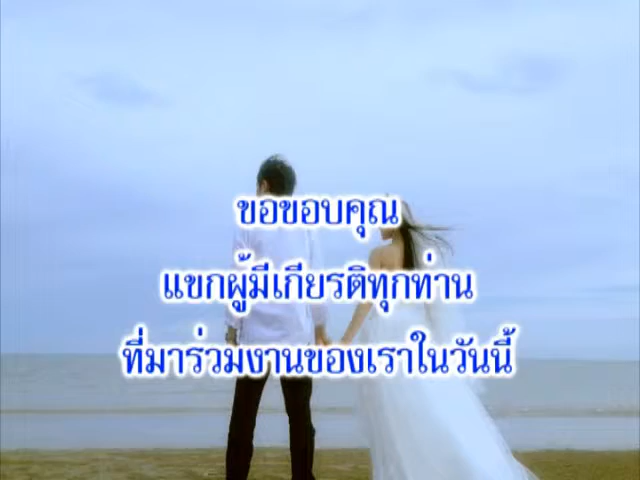 ขอขอบคุณ
แขกผู้มีเกียรติทุกท่าน
ที่มาร่วมงานของเราในวันนี้